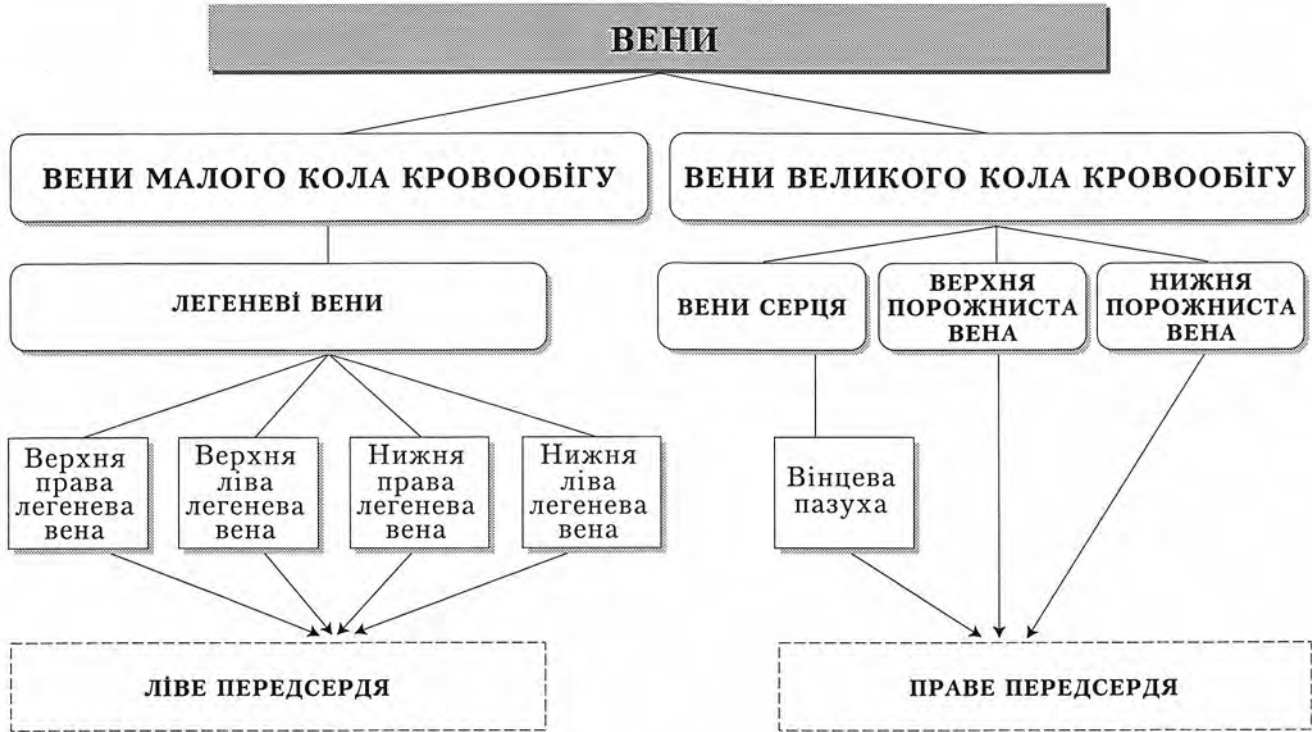 ВЕНИ
ВЕНИ МАЛОГО КОЛА КРОВООБІГУ
ВЕНИ ВЕЛИКОГО КОЛА КРОВООБІГУ
ЛЕГЕНЕВІ ВЕНИ
ВЕНИ СЕРЦЯ
ВЕРХНЯ
ПОРОЖНИСТА
ВЕНА
НИЖНЯ
ПОРОЖНИСТА
ВЕНА
Верхня
права
легенева
вена
Верхня
ліва
легенева
вена
Нижня
права
легенева
вена
Нижня
ліва
легенева
вена
Вінцева
пазуха
ЛІВЕ ПЕРЕДСЕРДЯ
ПРАВЕ ПЕРЕДСЕРДЯ